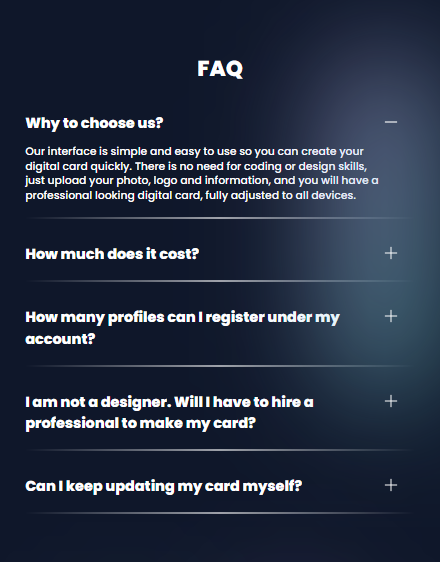 FAQ
Why to choose us?
Our interface is simple and easy to use so you can create your
digital card quickly. There is no need for coding or design skills,
just upload your photo, logo and information, and you will have a
professional looking digital card, fully adjusted to all devices.
How much does it cost?
How many profiles can I register under my
account?
I am not a designer. Will I have to hire a
professional to make my card?
Can I keep updating my card myself?